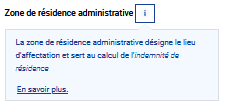 Zone de résidence administrative i
La zone de résidence administrative désigne le lieu
d'affectation et sert au calcul de l'indemnité de
résidence
En savoir plus.